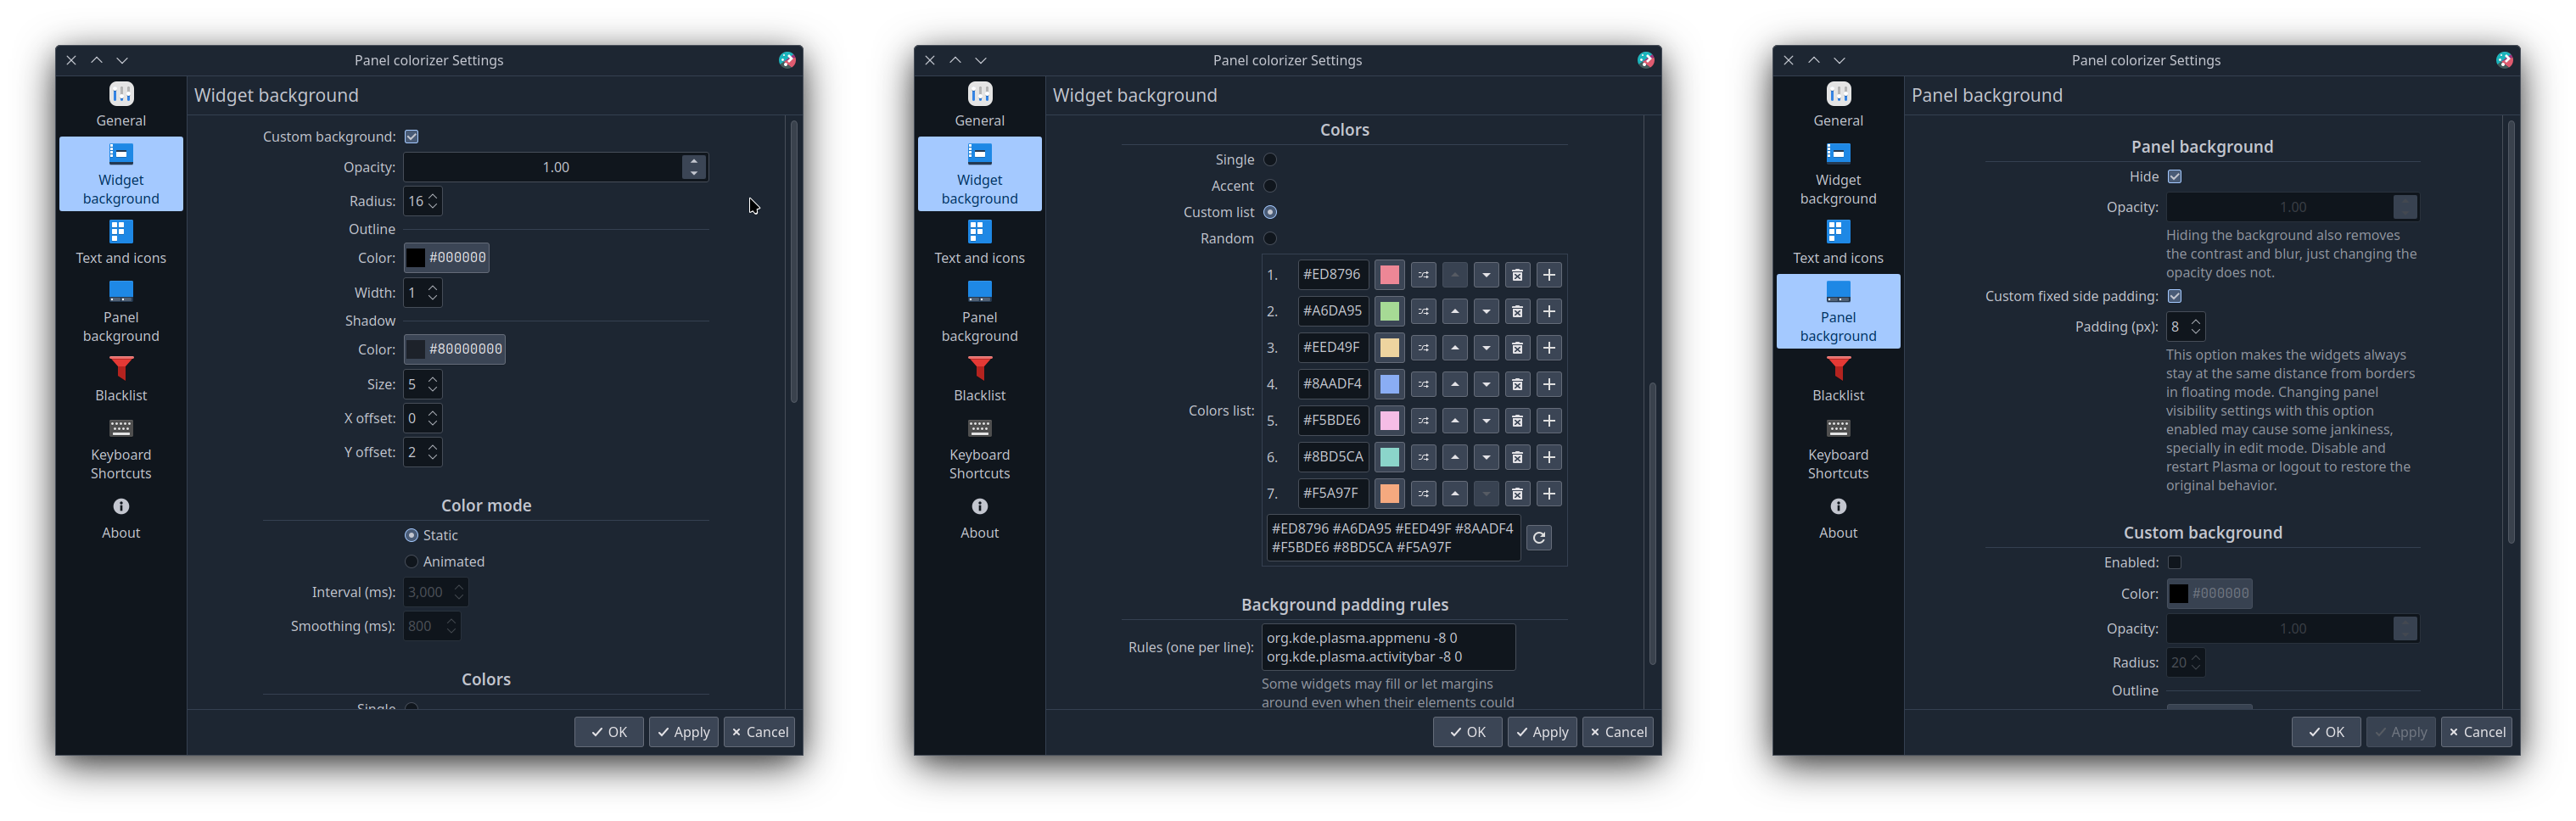 Panel colorizer Settings
General
Widget
background
Text and icons
Panel
background
Blacklist
Keyboard
Shortcuts
About
Widget background
Custom background:
Opacity: 1.00
Radius: 16
Outline
Color: #000000
Width: 1
Shadow
Color: #80000000
Size: 5
X offset: 0
Y offset: 2
Color mode
Static
Animated
Interval (ms): 3,000
Smoothing (ms): 800
Colors
Single
OK Apply Cancel
Panel colorizer Settings
General
Widget
background
Text and icons
Panel
background
Blacklist
Keyboard
Shortcuts
About
Widget background
Colors
Single
Accent
Custom list
Random
Colors list:
1. #ED8796
2. #A6DA95
3. #EED49F
4. #8AADF4
5. #F5BDE6
6. #8BD5CA
7. #F5A97F
#ED8796 #A6DA95 #EED49F #8AADF4
#F5BDE6 #8BD5CA #F5A97F
Background padding rules
Rules (one per line):
org.kde.plasma.appmenu -8 0
org.kde.plasma.activitybar -8 0
Some widgets may fill or let margins
around even when their elements could
OK Apply Cancel
Panel colorizer Settings
General
Widget
background
Text and icons
Panel
background
Blacklist
Keyboard
Shortcuts
About
Panel background
Panel background
Hide
Opacity: 1.00
Hiding the background also removes
the contrast and blur, just changing the
opacity does not.
Custom fixed side padding:
Padding (px): 8
This option makes the widgets always
stay at the same distance from borders
in floating mode. Changing panel
visibility settings with this option
enabled may cause some jankiness,
specially in edit mode. Disable and
restart Plasma or logout to restore the
original behavior.
Custom background
Enabled:
Color: #000000
Opacity: 1.00
Radius: 20
Outline
OK Apply Cancel